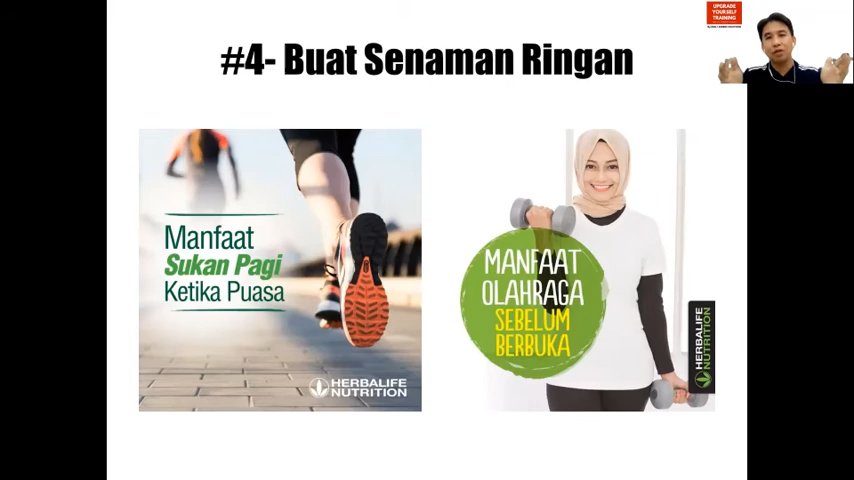 #4- Buat Senaman Ringan
UPGRADE
YOURSELF
TRAINING
Manfaat
Sukan Pagi
Ketika Puasa
HERBALIFE
NUTRITION
MANFAAT
OLAHRAGA
SEBELUM
BERBUKA
HERBALIFE
NUTRITION